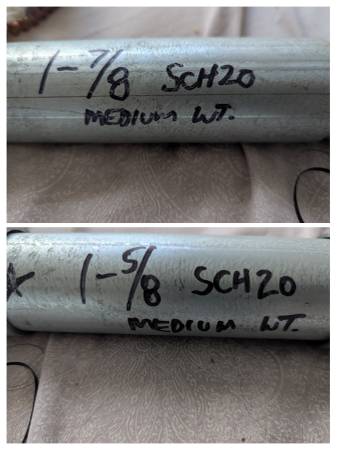 1-7/8 SCH20
MEDIUM WT.
1-5/8 SCH20
MEDIUM WT.